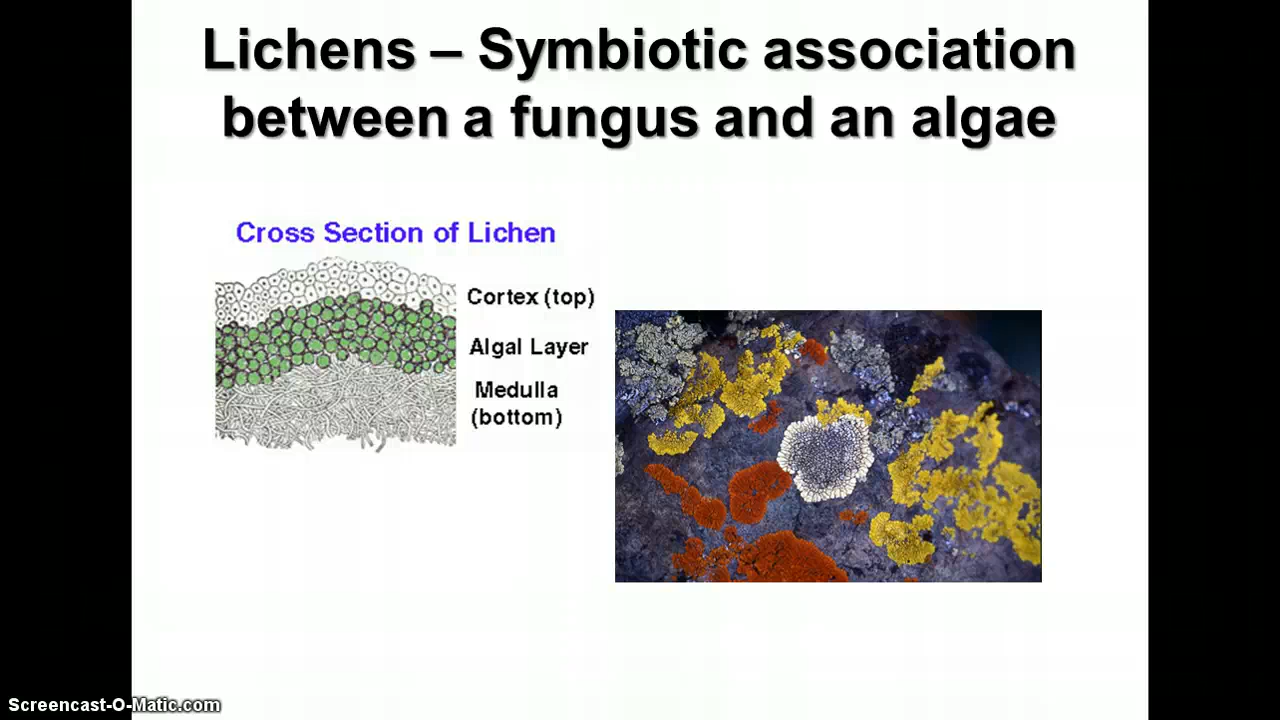 Lichens – Symbiotic association
between a fungus and an algae
Cross Section of Lichen
Cortex (top)
Algal Layer
Medulla
(bottom)
Screencast-O-Matic.com